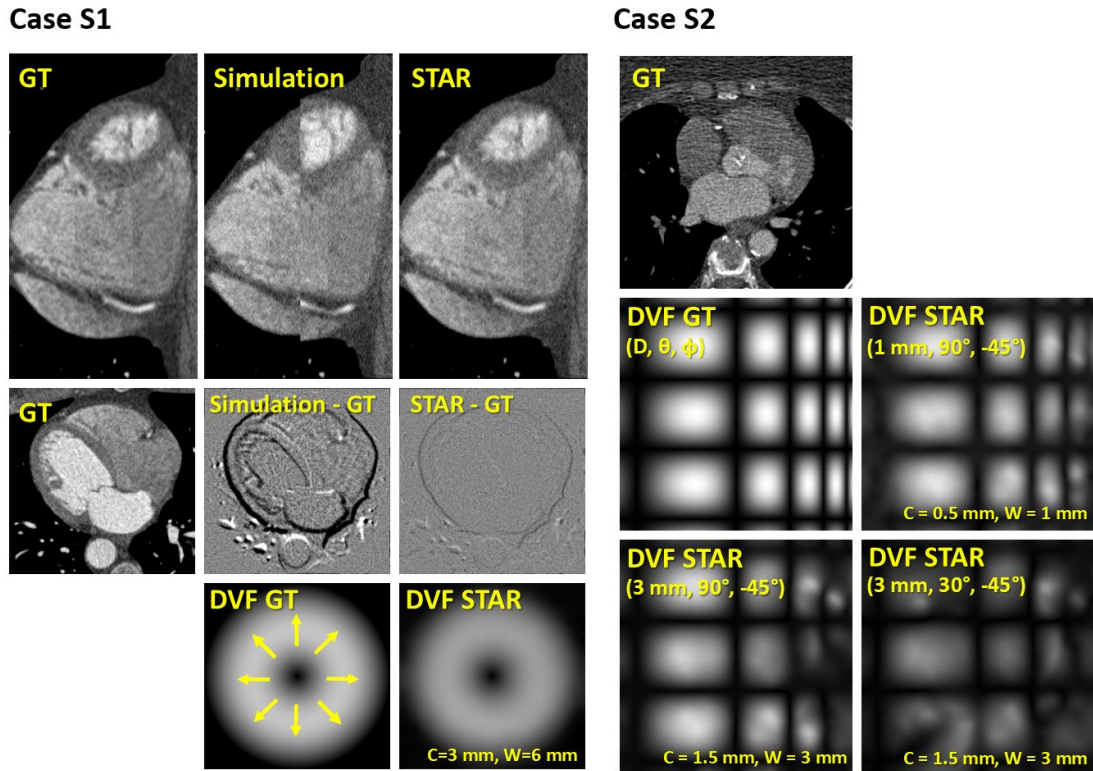 Case S1
GT
Simulation
STAR
GT
Simulation - GT
STAR - GT
DVF GT
DVF STAR
C=3 mm, W=6 mm
Case S2
GT
DVF GT
(D, θ, ϕ)
DVF STAR
(1 mm, 90°, -45°)
C = 0.5 mm, W = 1 mm
DVF STAR
(3 mm, 90°, -45°)
C = 1.5 mm, W = 3 mm
DVF STAR
(3 mm, 30°, -45°)
C = 1.5 mm, W = 3 mm